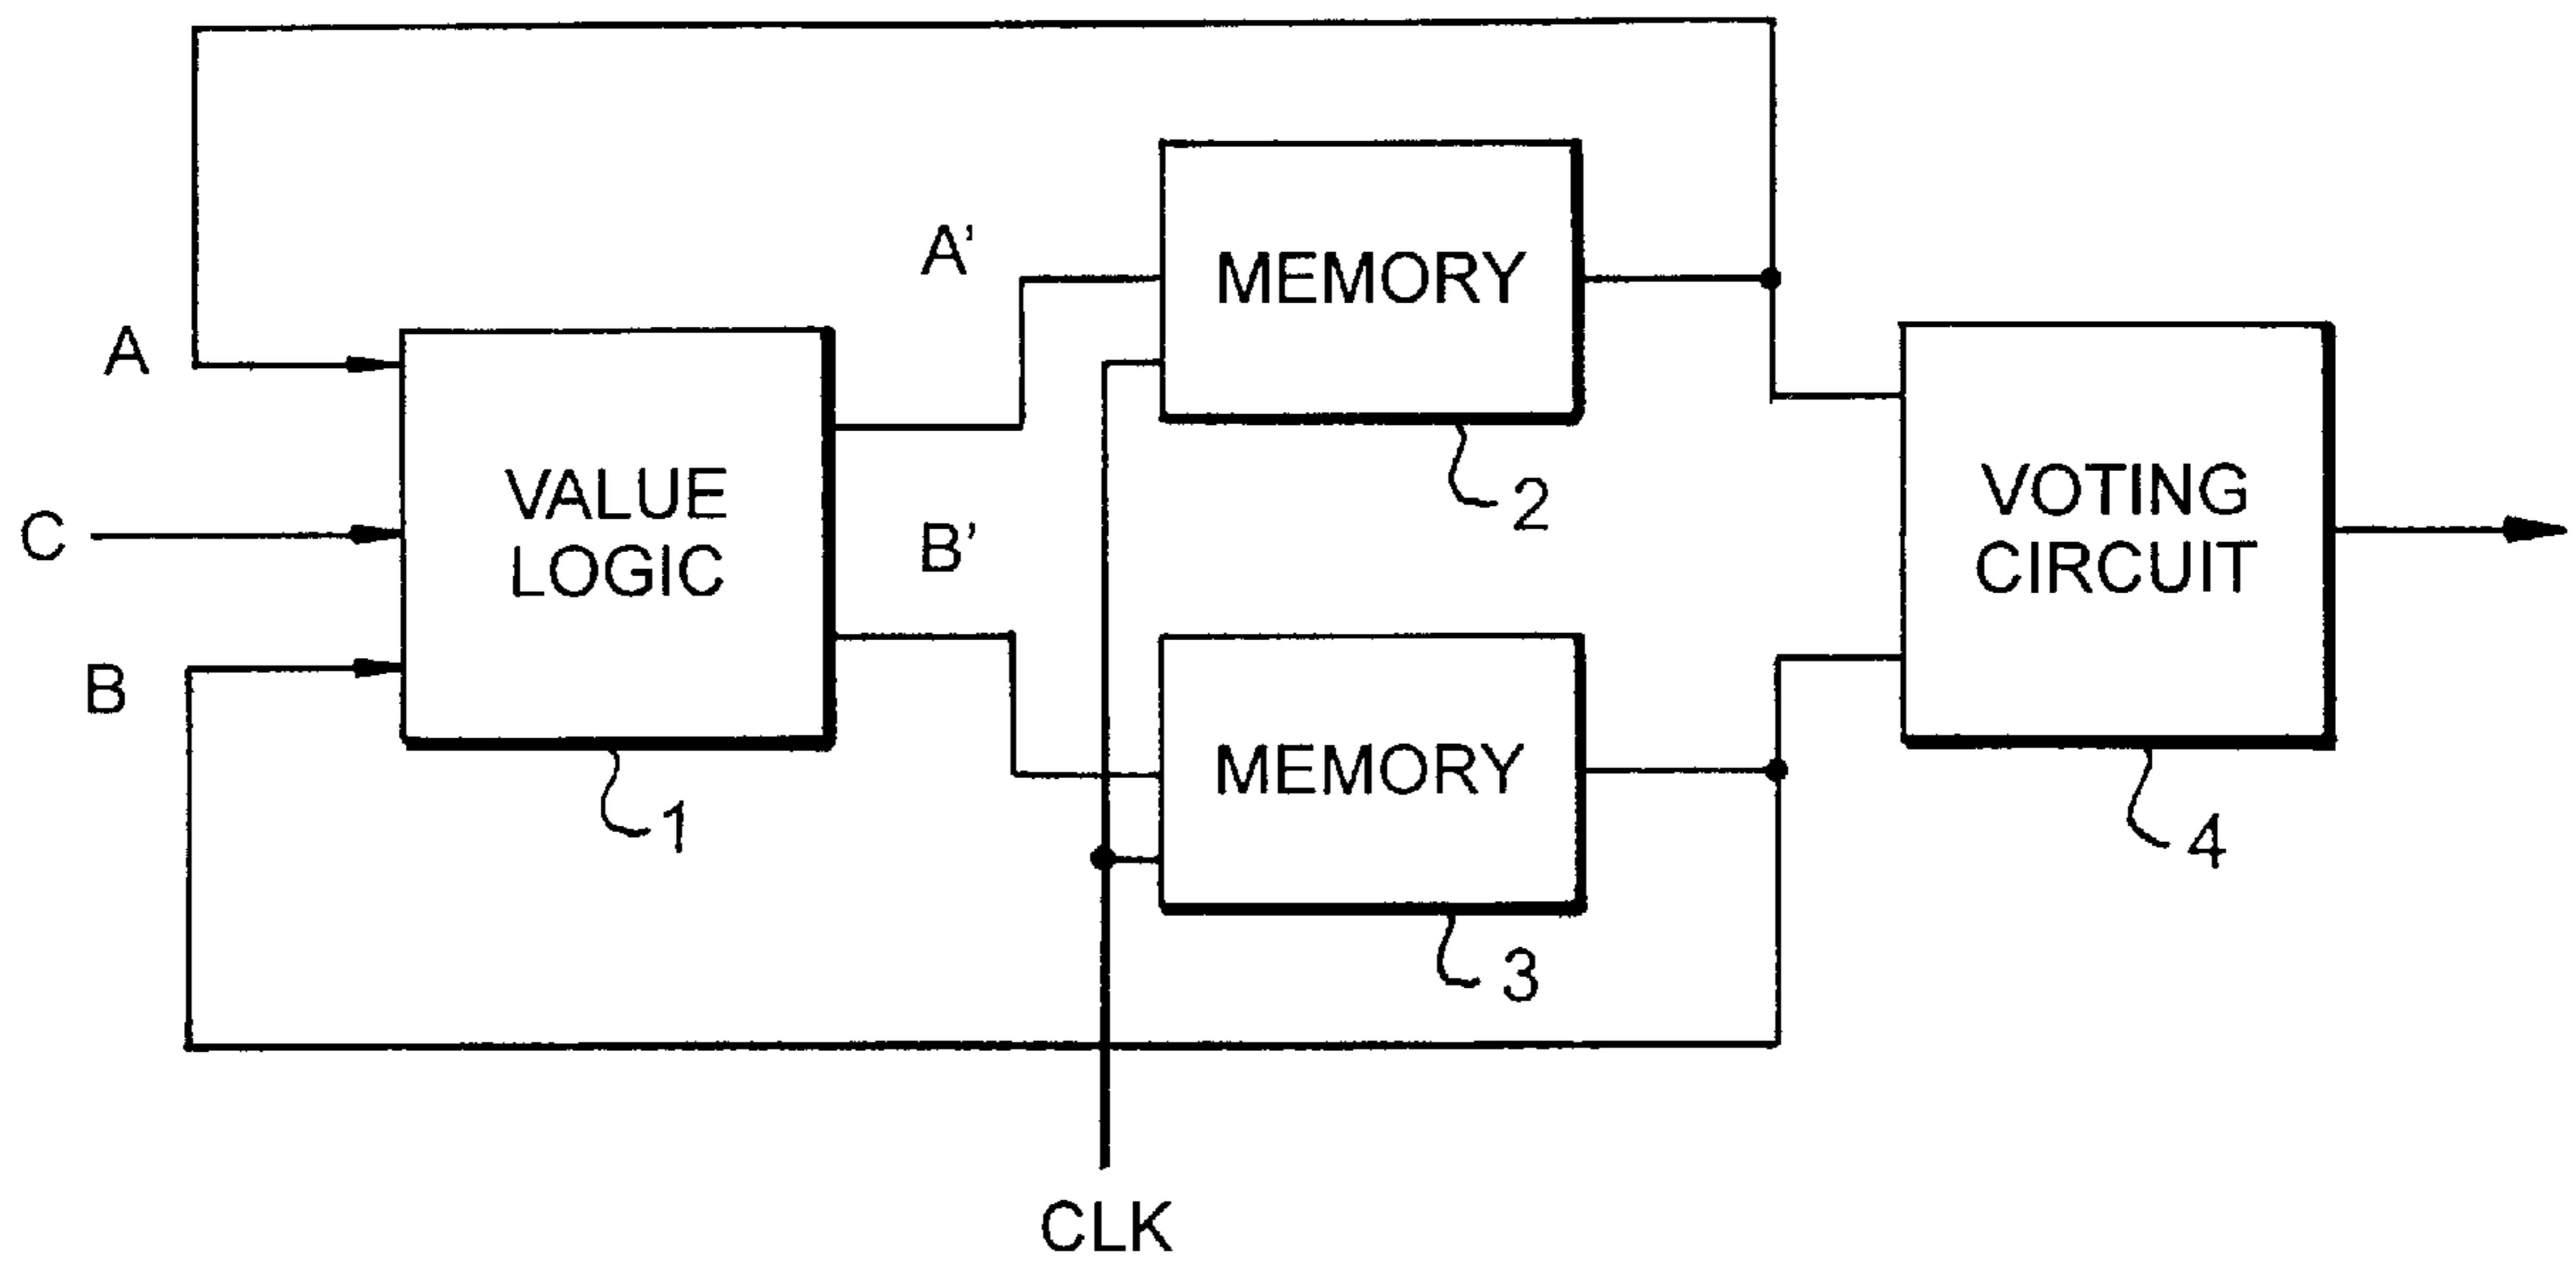 A'
MEMORY
A
VALUE
LOGIC
2
VOTING
CIRCUIT
C
B'
B
MEMORY
1
4
3
CLK